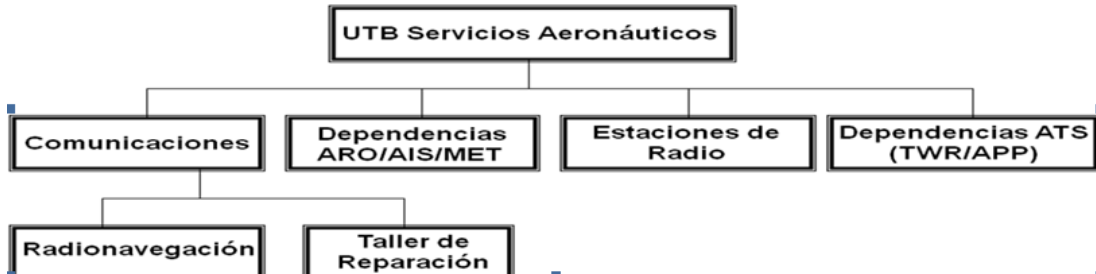 UTB Servicios Aeronáuticos
Comunicaciones
Dependencias
ARO/AIS/MET
Estaciones de
Radio
Dependencias ATS
(TWR/APP)
Radionavegación
Taller de
Reparación